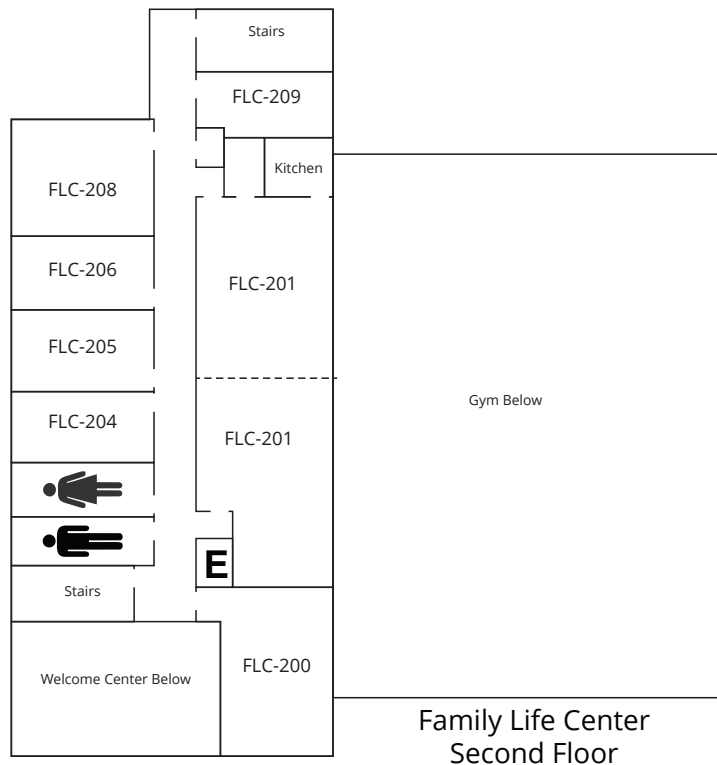 Stairs
FLC-209
Kitchen
FLC-208
FLC-206
FLC-201
FLC-205
Gym Below
FLC-204
FLC-201
E
Stairs
FLC-200
Welcome Center Below
Family Life Center
Second Floor